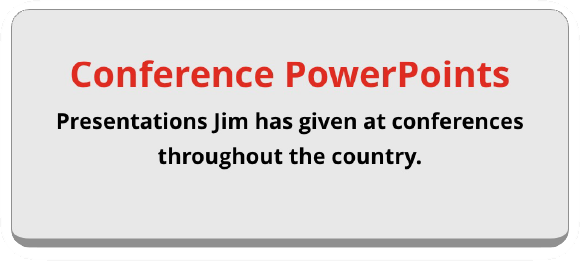 Conference PowerPoints
Presentations Jim has given at conferences
throughout the country.